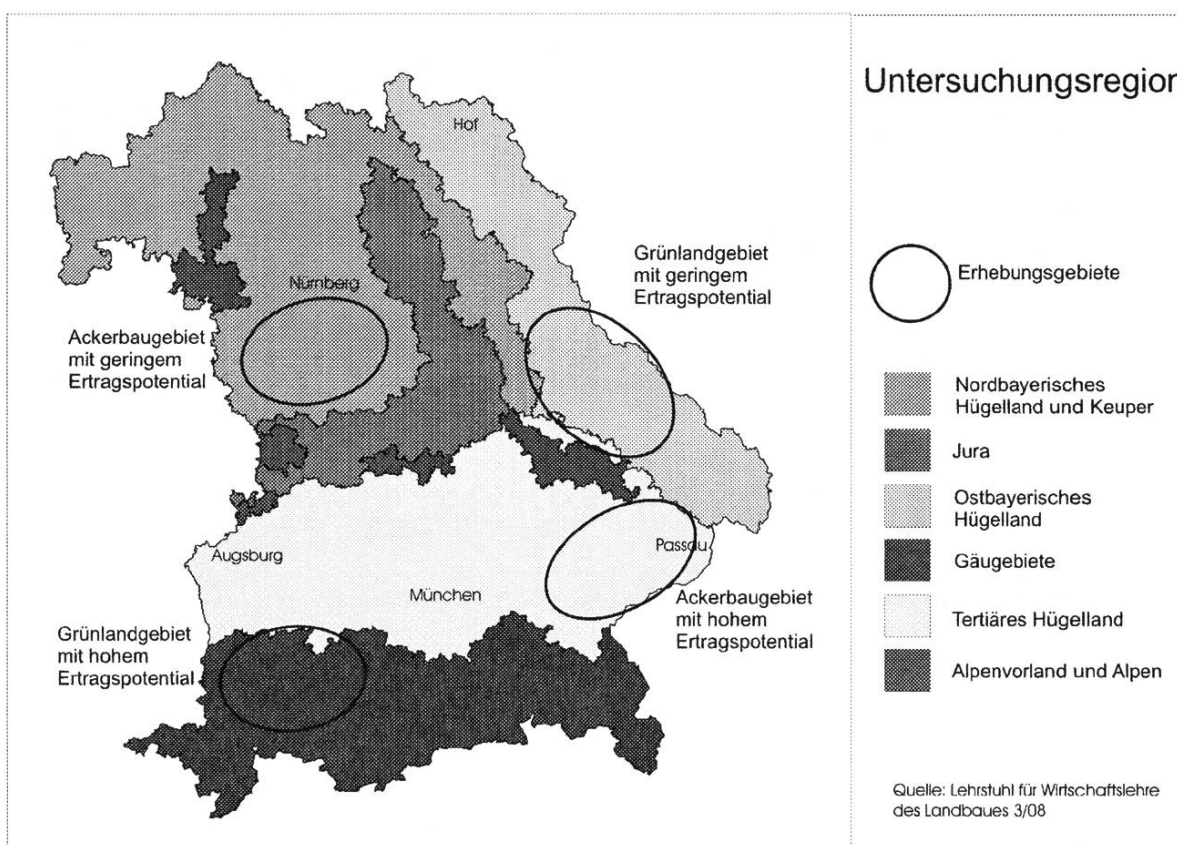 Untersuchungsregion
Hof
Grünlandgebiet
mit geringem
Ertragspotential
Nürnberg
Ackerbaugebiet
mit geringem
Ertragspotential
Augsburg
München
Passau
Ackerbaugebiet
mit hohem
Ertragspotential
Grünlandgebiet
mit hohem
Ertragspotential
Erhebungsgebiete
Nordbayerisches
Hügelland und Keuper
Jura
Ostbayerisches
Hügelland
Gäugebiete
Tertiäres Hügelland
Alpenvorland und Alpen
Quelle: Lehrstuhl für Wirtschaftslehre
des Landbaues 3/08